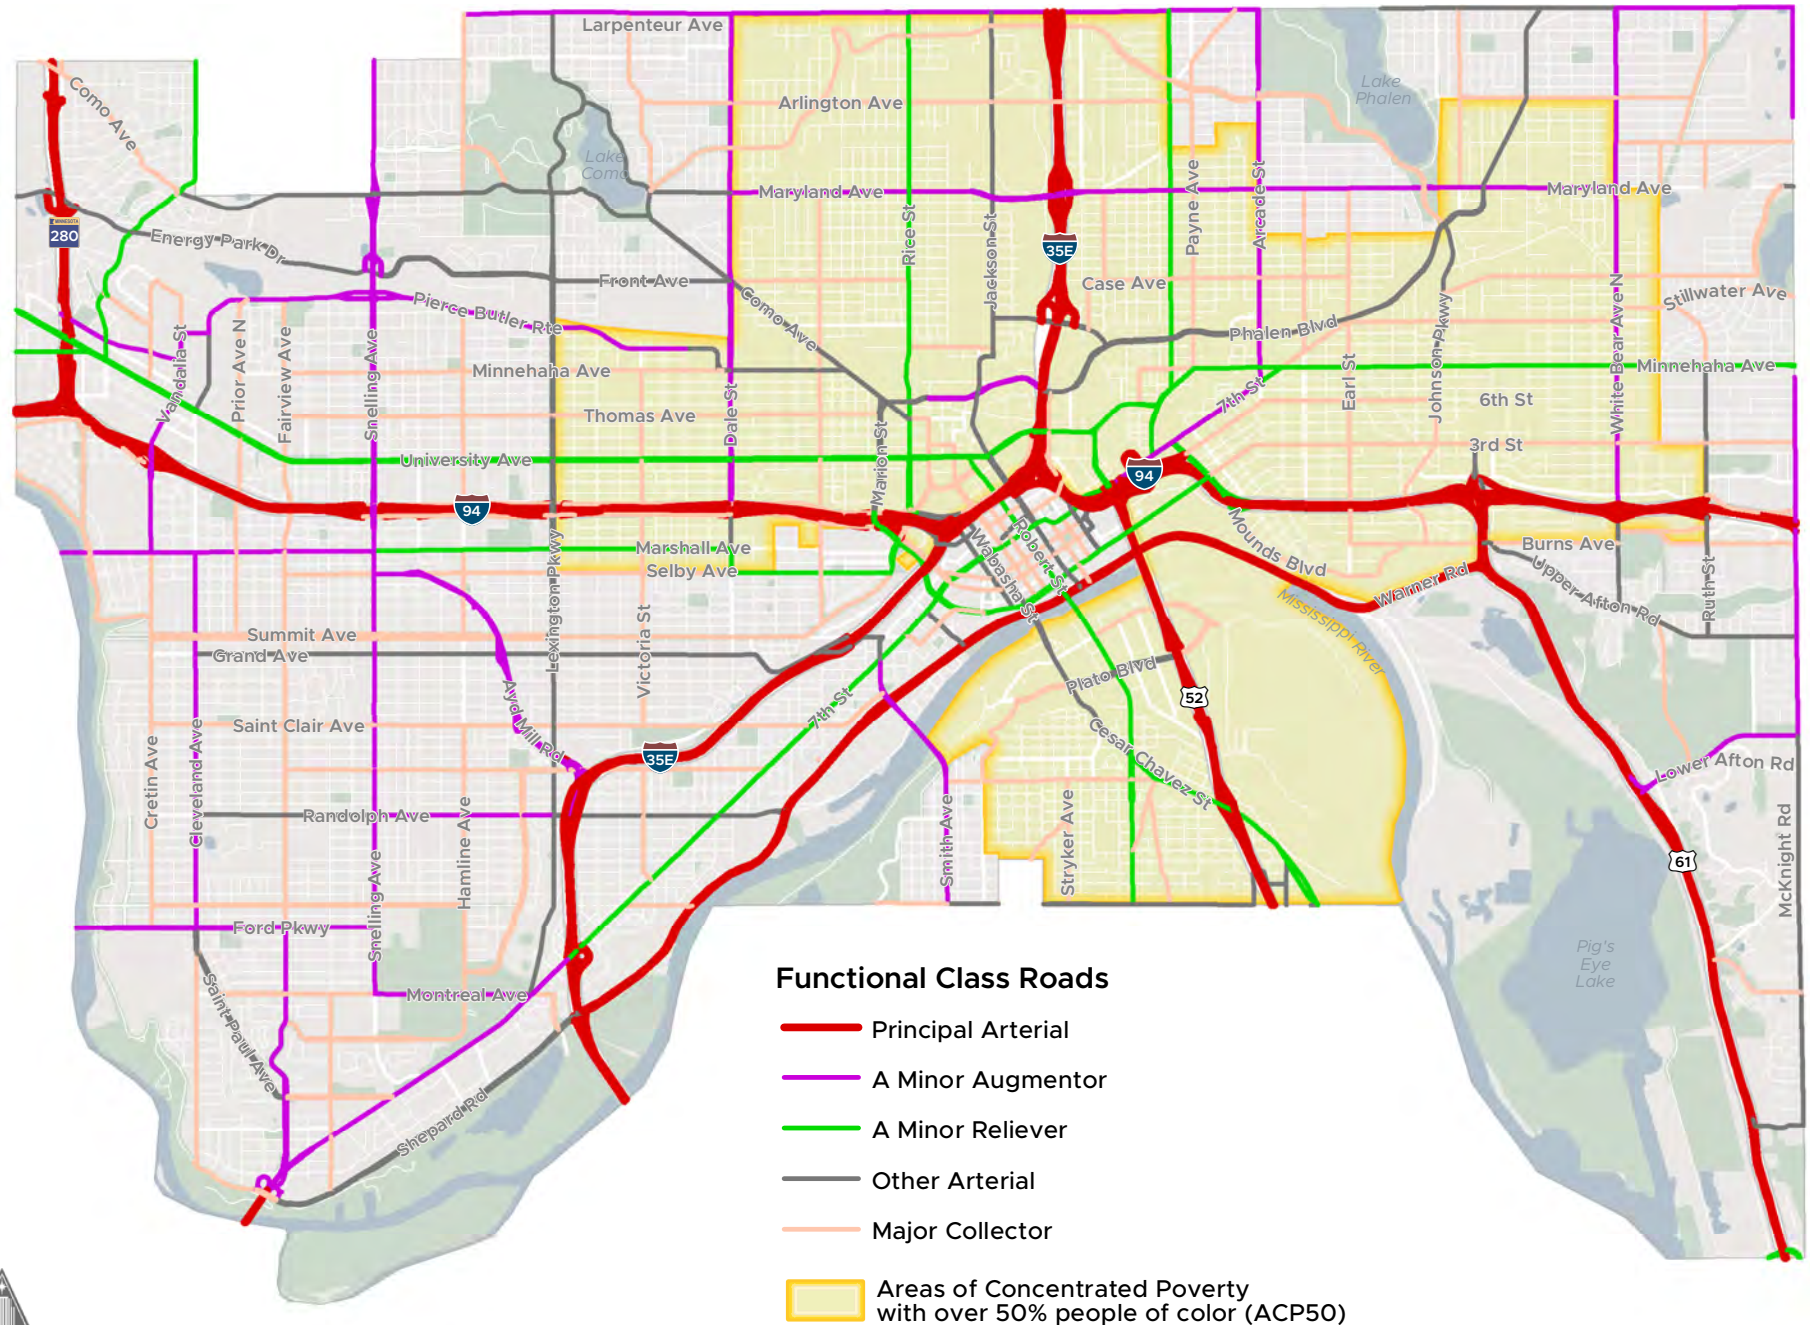 Larpenteur Ave
Como Ave
Arlington Ave
Lake
Phalen
Lake
Como
Maryland Ave
Maryland Ave
MINNESOTA
280
Energy Park Dr
Rice St
Jackson St
Payne Ave
Arcade St
35E
Front Ave
Case Ave
Pierce Butler Rte
Como Ave
Stillwater Ave
Phalen Blvd
Vandalia St
Prior Ave N
Fairview Ave
Snelling Ave
Minnehaha Ave
Minnehaha Ave
Thomas Ave
Dale St
Marion St
7th St
Earl St
Johnson Pkwy
White Bear Ave N
6th St
3rd St
University Ave
94
94
Marshall Ave
Selby Ave
Lexington Pkwy
Wabasha St
Robert St
Mounds Blvd
Burns Ave
Upper Afton Rd
Ruth St
Warner Rd
Mississippi River
Summit Ave
Grand Ave
Victoria St
Ayd Mill Rd
Plato Blvd
52
7th St
Saint Clair Ave
Cretin Ave
Cleveland Ave
35E
Cesar Chavez St
Lower Afton Rd
Randolph Ave
Hamline Ave
Snelling Ave
Smith Ave
Stryker Ave
61
McKnight Rd
Ford Pkwy
Pig's
Eye
Lake
Montreal Ave
Saint Paul Ave
Shepard Rd
Functional Class Roads
Principal Arterial
A Minor Augmentor
A Minor Reliever
Other Arterial
Major Collector
Areas of Concentrated Poverty
with over 50% people of color (ACP50)